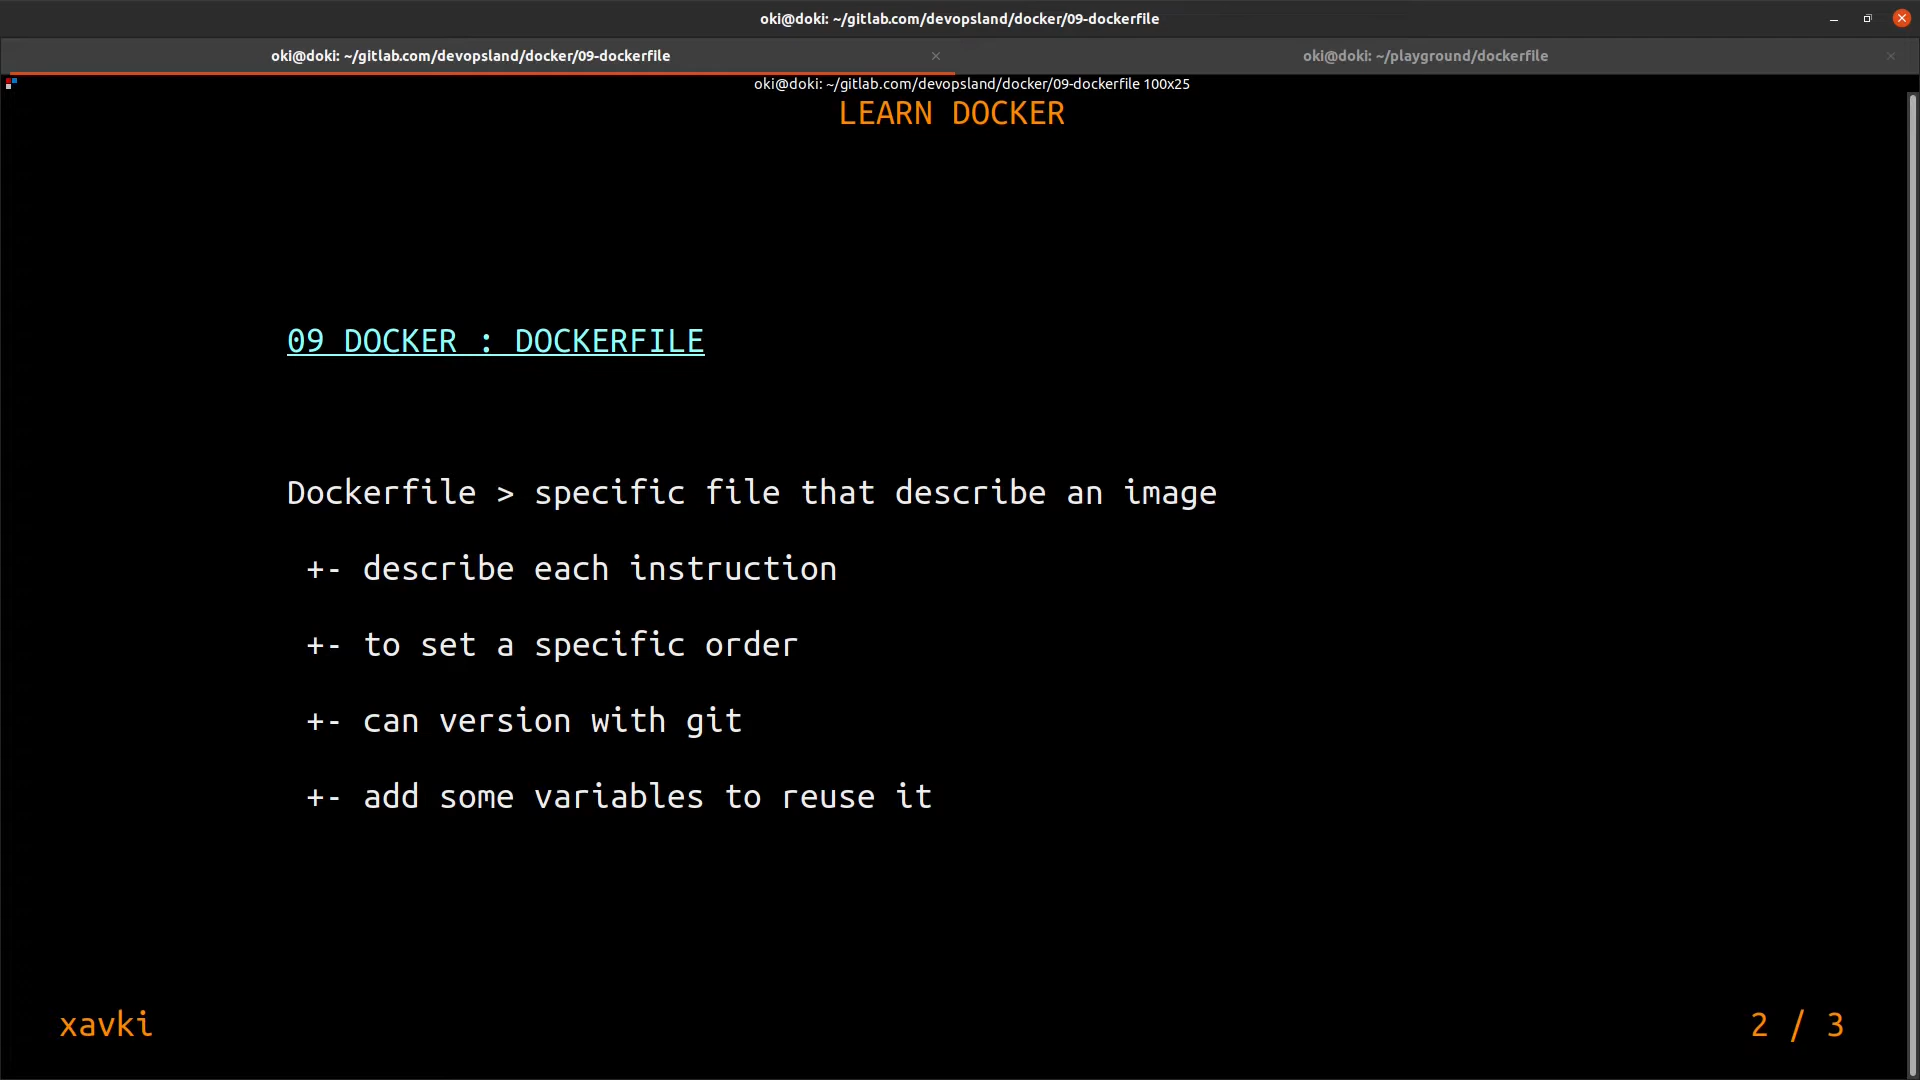 oki@doki: ~/gitlab.com/devopsland/docker/09-dockerfile
oki@doki: ~/gitlab.com/devopsland/docker/09-dockerfile
oki@doki: ~/playground/dockerfile
oki@doki: ~/gitlab.com/devopsland/docker/09-dockerfile 100x25
LEARN DOCKER
09 DOCKER : DOCKERFILE
Dockerfile > specific file that describe an image
+- describe each instruction
+- to set a specific order
+- can version with git
+- add some variables to reuse it
xavki
2 / 3